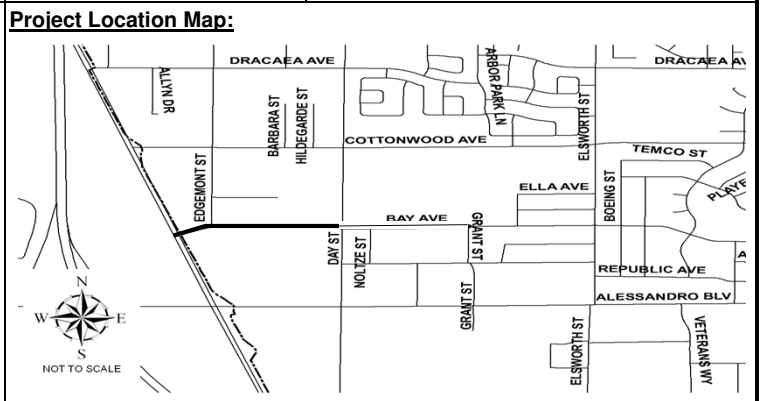 Project Location Map:
DRACAEA AVE
DRACAEA AV
ALLYN DR
BARBARA ST
HILDEGARDE ST
ARBOR PARK LN
ELSWORTH ST
COTTONWOOD AVE
TEMCO ST
EDGEMONT ST
ELLA AVE
BOEING ST
PLAYE
BAY AVE
GRANT ST
DAY ST
NOLTZE ST
A
REPUBLIC AVE
GRANT ST
ALESSANDRO BLV
ELSWORTH ST
VETERANS WY
N
W E
S
NOT TO SCALE